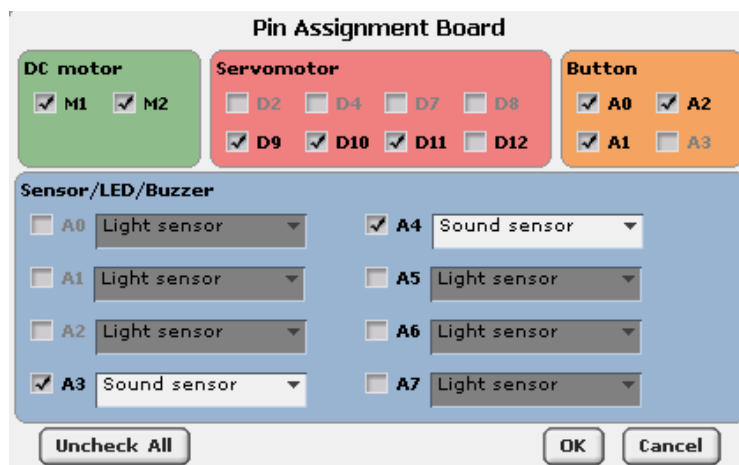 Pin Assignment Board
DC motor
M1 M2
Servomotor
D2 D4 D7 D8
D9 D10 D11 D12
Button
A0 A2
A1 A3
Sensor/LED/Buzzer
A0 Light sensor
A1 Light sensor
A2 Light sensor
A3 Sound sensor
A4 Sound sensor
A5 Light sensor
A6 Light sensor
A7 Light sensor
Uncheck All
OK
Cancel